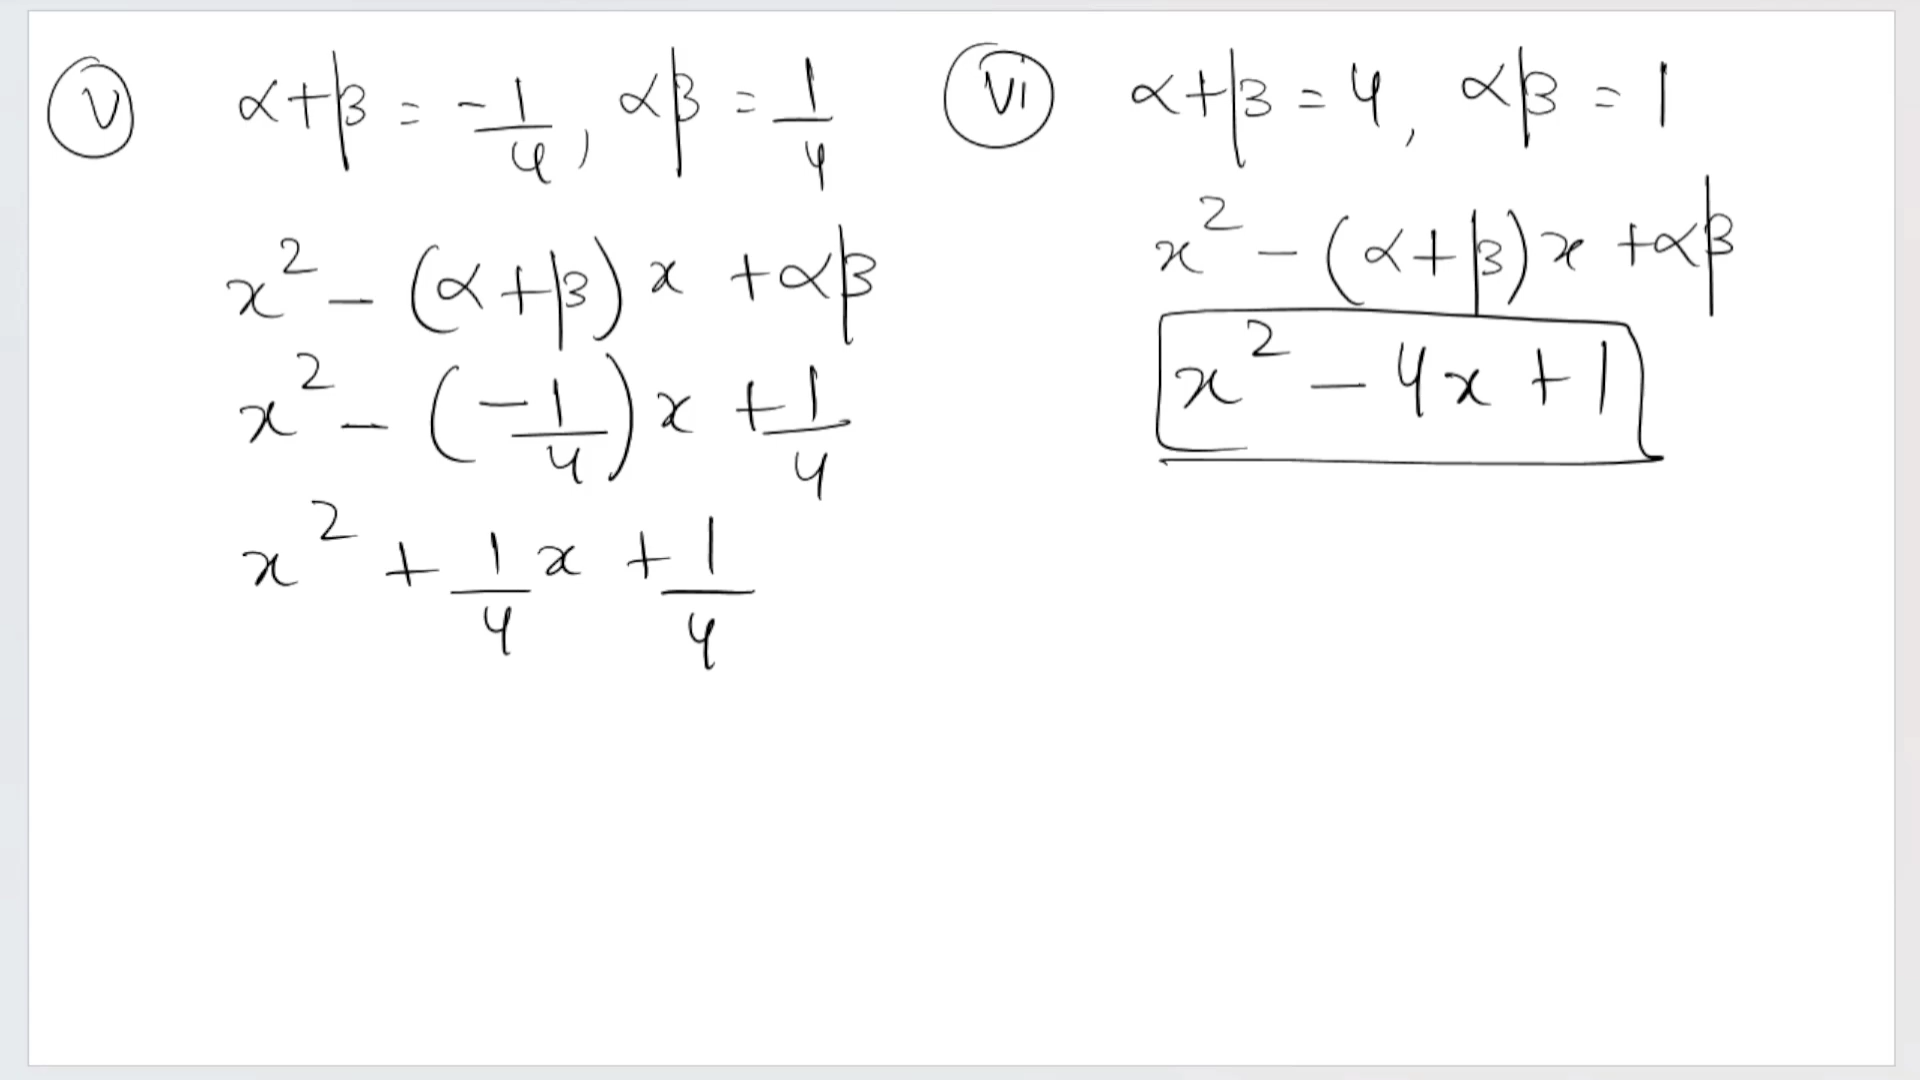 (v) α+β = -1/4, αβ = 1/4
x² - (α+β)x + αβ
x² - (-1/4)x + 1/4
x² + 1/4 x + 1/4
(vi) α+β = 4, αβ = 1
x² - (α+β)x + αβ
x² - 4x + 1